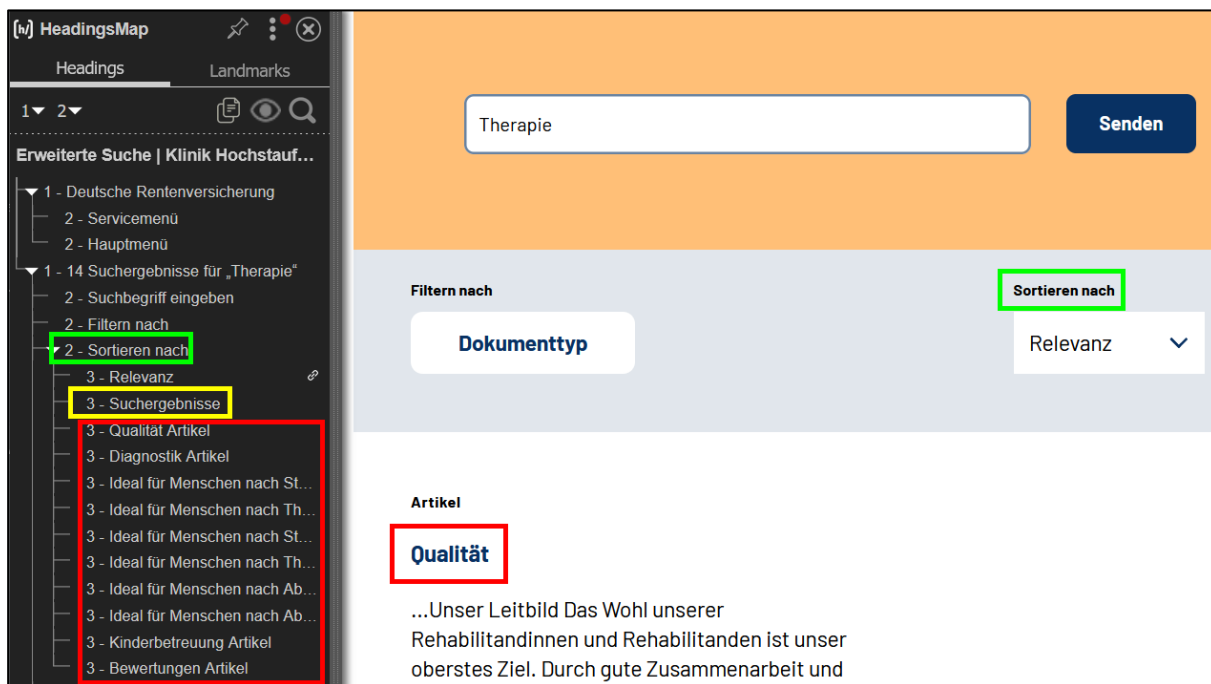 [h/] HeadingsMap
Headings Landmarks
1 2
Erweiterte Suche | Klinik Hochstauf...
1 - Deutsche Rentenversicherung
2 - Servicemenü
2 - Hauptmenü
1 - 14 Suchergebnisse für „Therapie“
2 - Suchbegriff eingeben
2 - Filtern nach
2 - Sortieren nach
3 - Relevanz
3 - Suchergebnisse
3 - Qualität Artikel
3 - Diagnostik Artikel
3 - Ideal für Menschen nach St...
3 - Ideal für Menschen nach Th...
3 - Ideal für Menschen nach St...
3 - Ideal für Menschen nach Th...
3 - Ideal für Menschen nach Ab...
3 - Ideal für Menschen nach Ab...
3 - Kinderbetreuung Artikel
3 - Bewertungen Artikel
Therapie
Senden
Filtern nach
Dokumenttyp
Sortieren nach
Relevanz
Artikel
Qualität
...Unser Leitbild Das Wohl unserer
Rehabilitandinnen und Rehabilitanden ist unser
oberstes Ziel. Durch gute Zusammenarbeit und